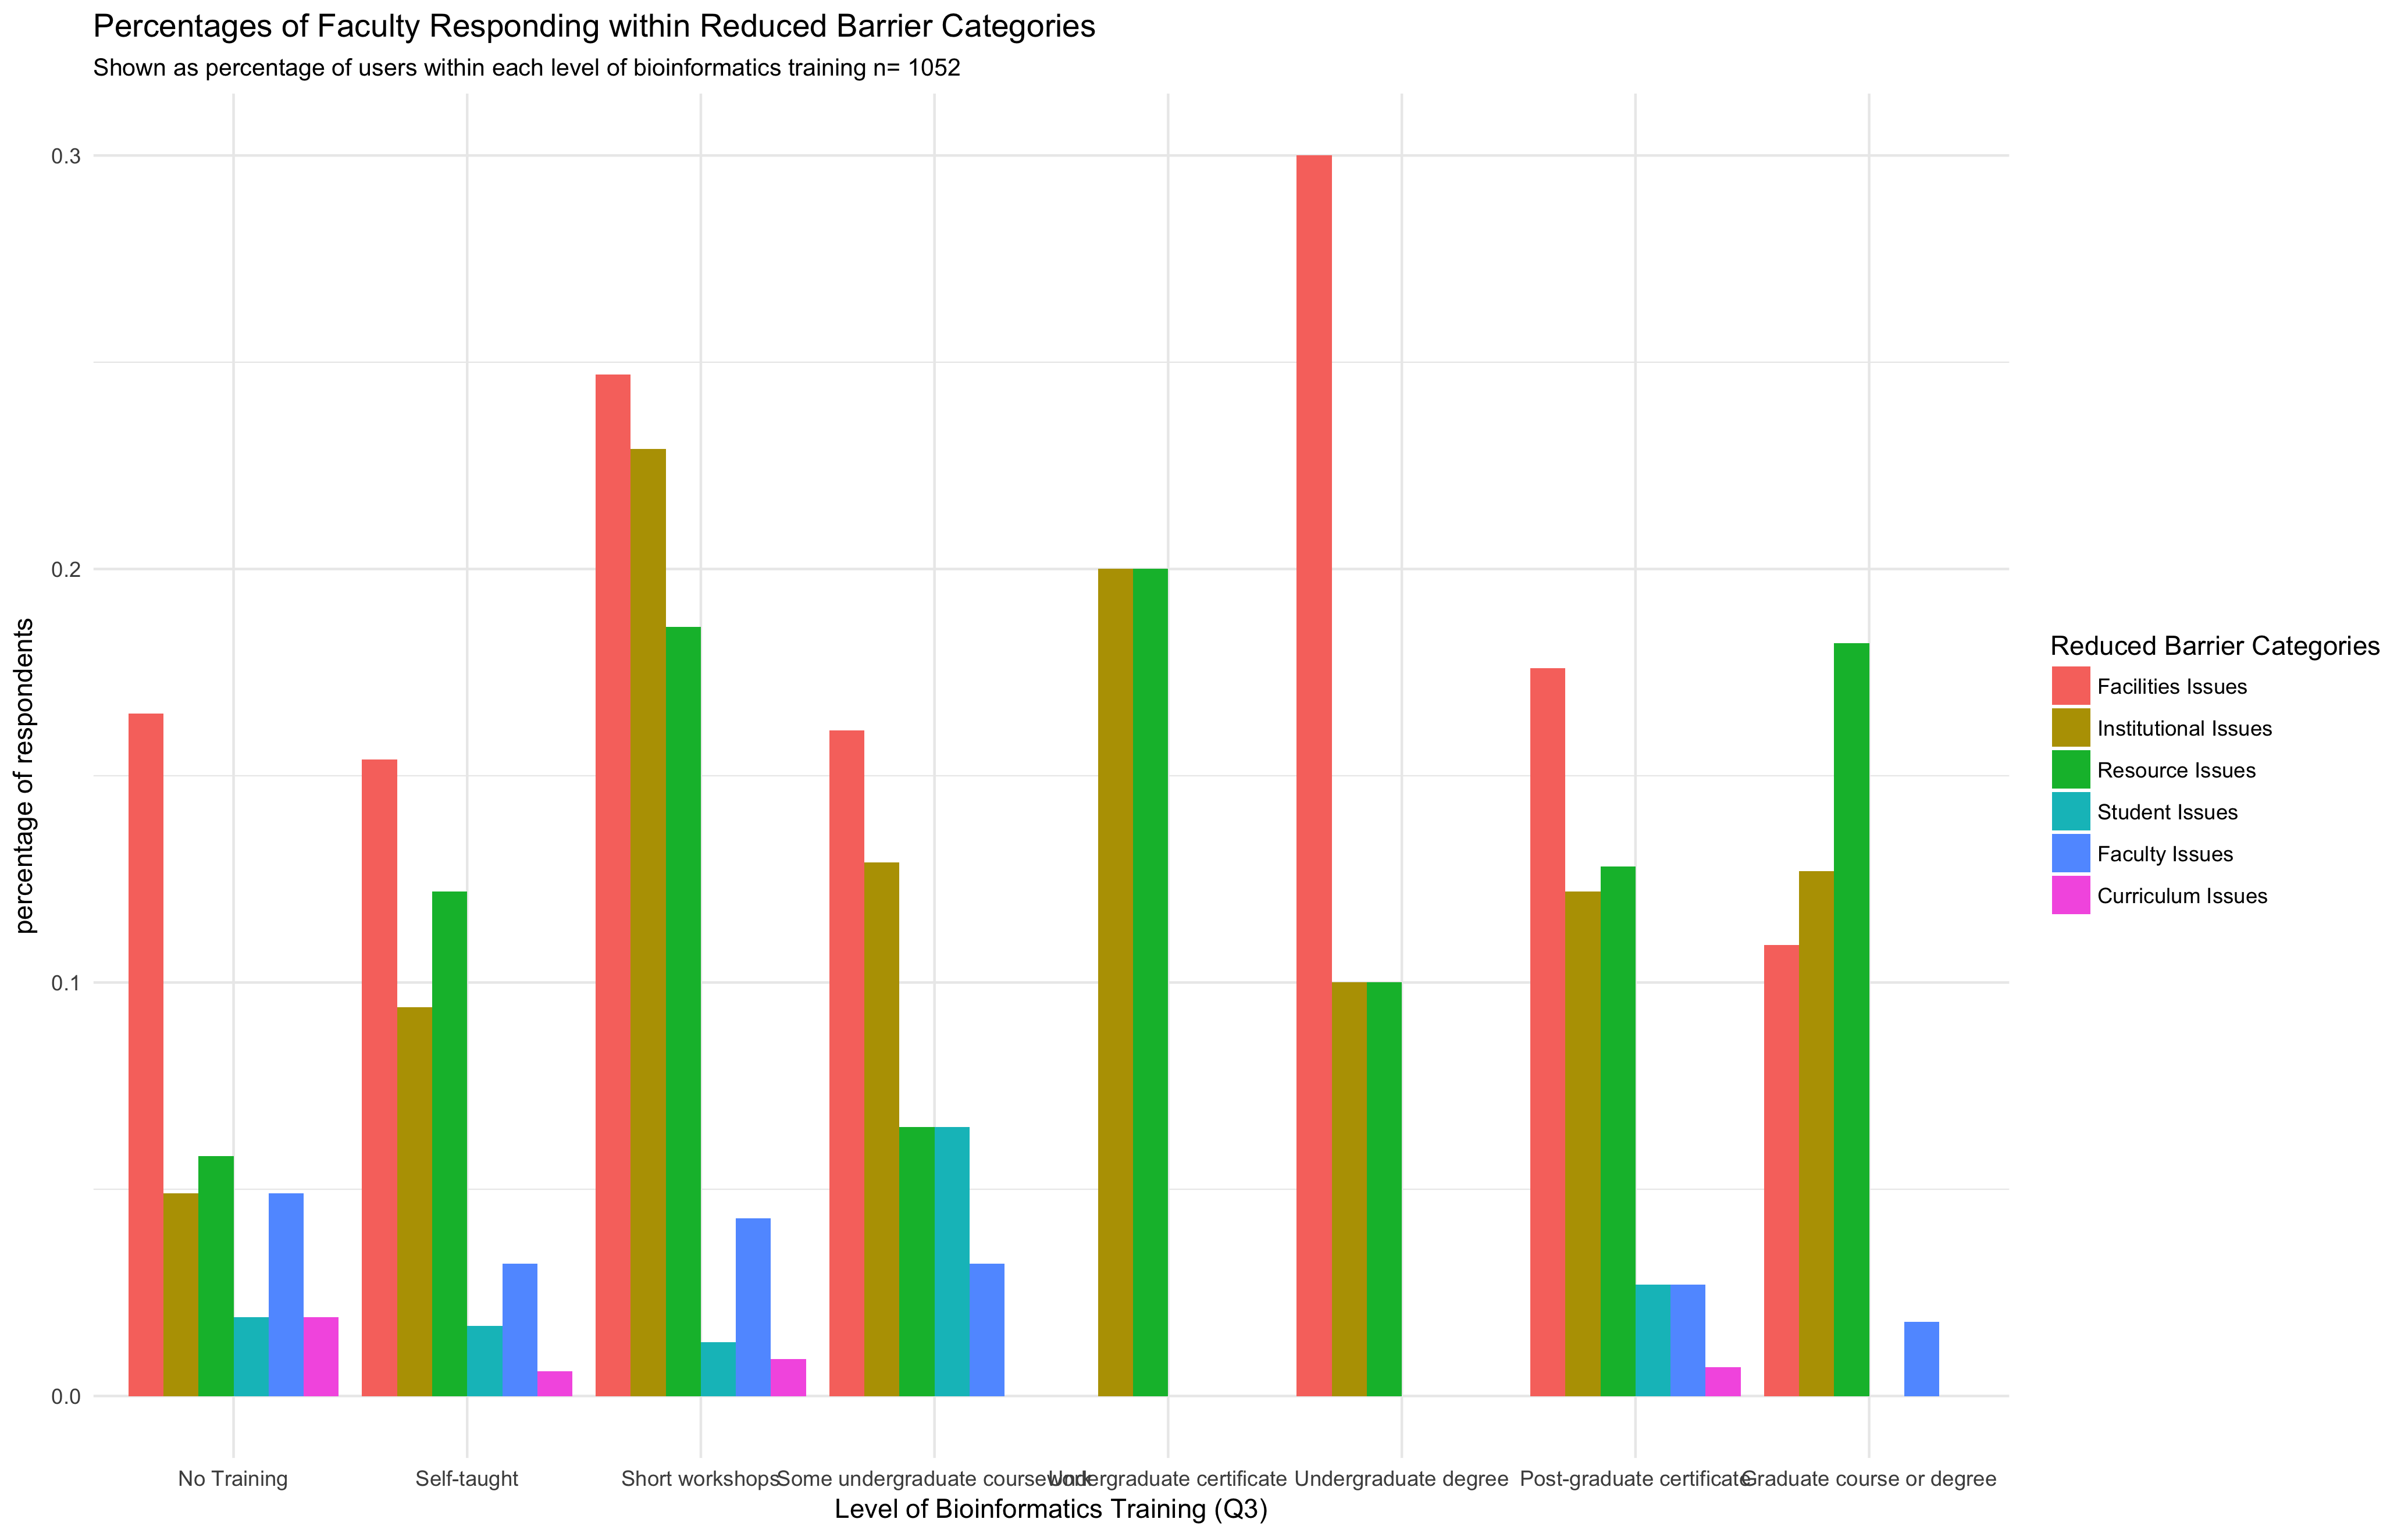 Percentages of Faculty Responding within Reduced Barrier Categories
Shown as percentage of users within each level of bioinformatics training n= 1052
percentage of respondents
0.3
0.2
0.1
0.0
No Training
Self-taught
Short workshops
Some undergraduate coursework
Undergraduate certificate
Undergraduate degree
Post-graduate certificate
Graduate course or degree
Level of Bioinformatics Training (Q3)
Reduced Barrier Categories
Facilities Issues
Institutional Issues
Resource Issues
Student Issues
Faculty Issues
Curriculum Issues